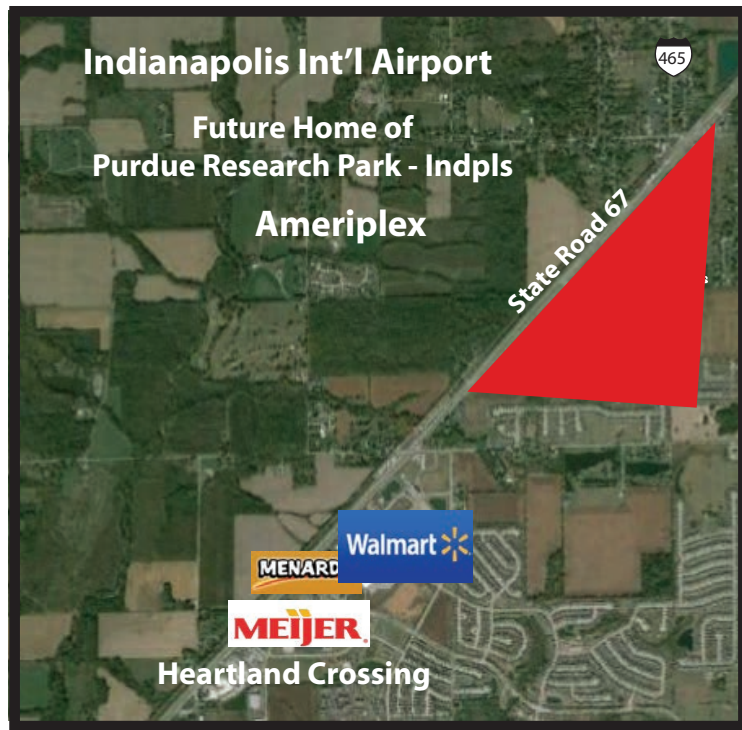 Indianapolis Int'l Airport
465
Future Home of
Purdue Research Park - Indpls
Ameriplex
State Road 67
Walmart
MENARD
MEIJER
Heartland Crossing